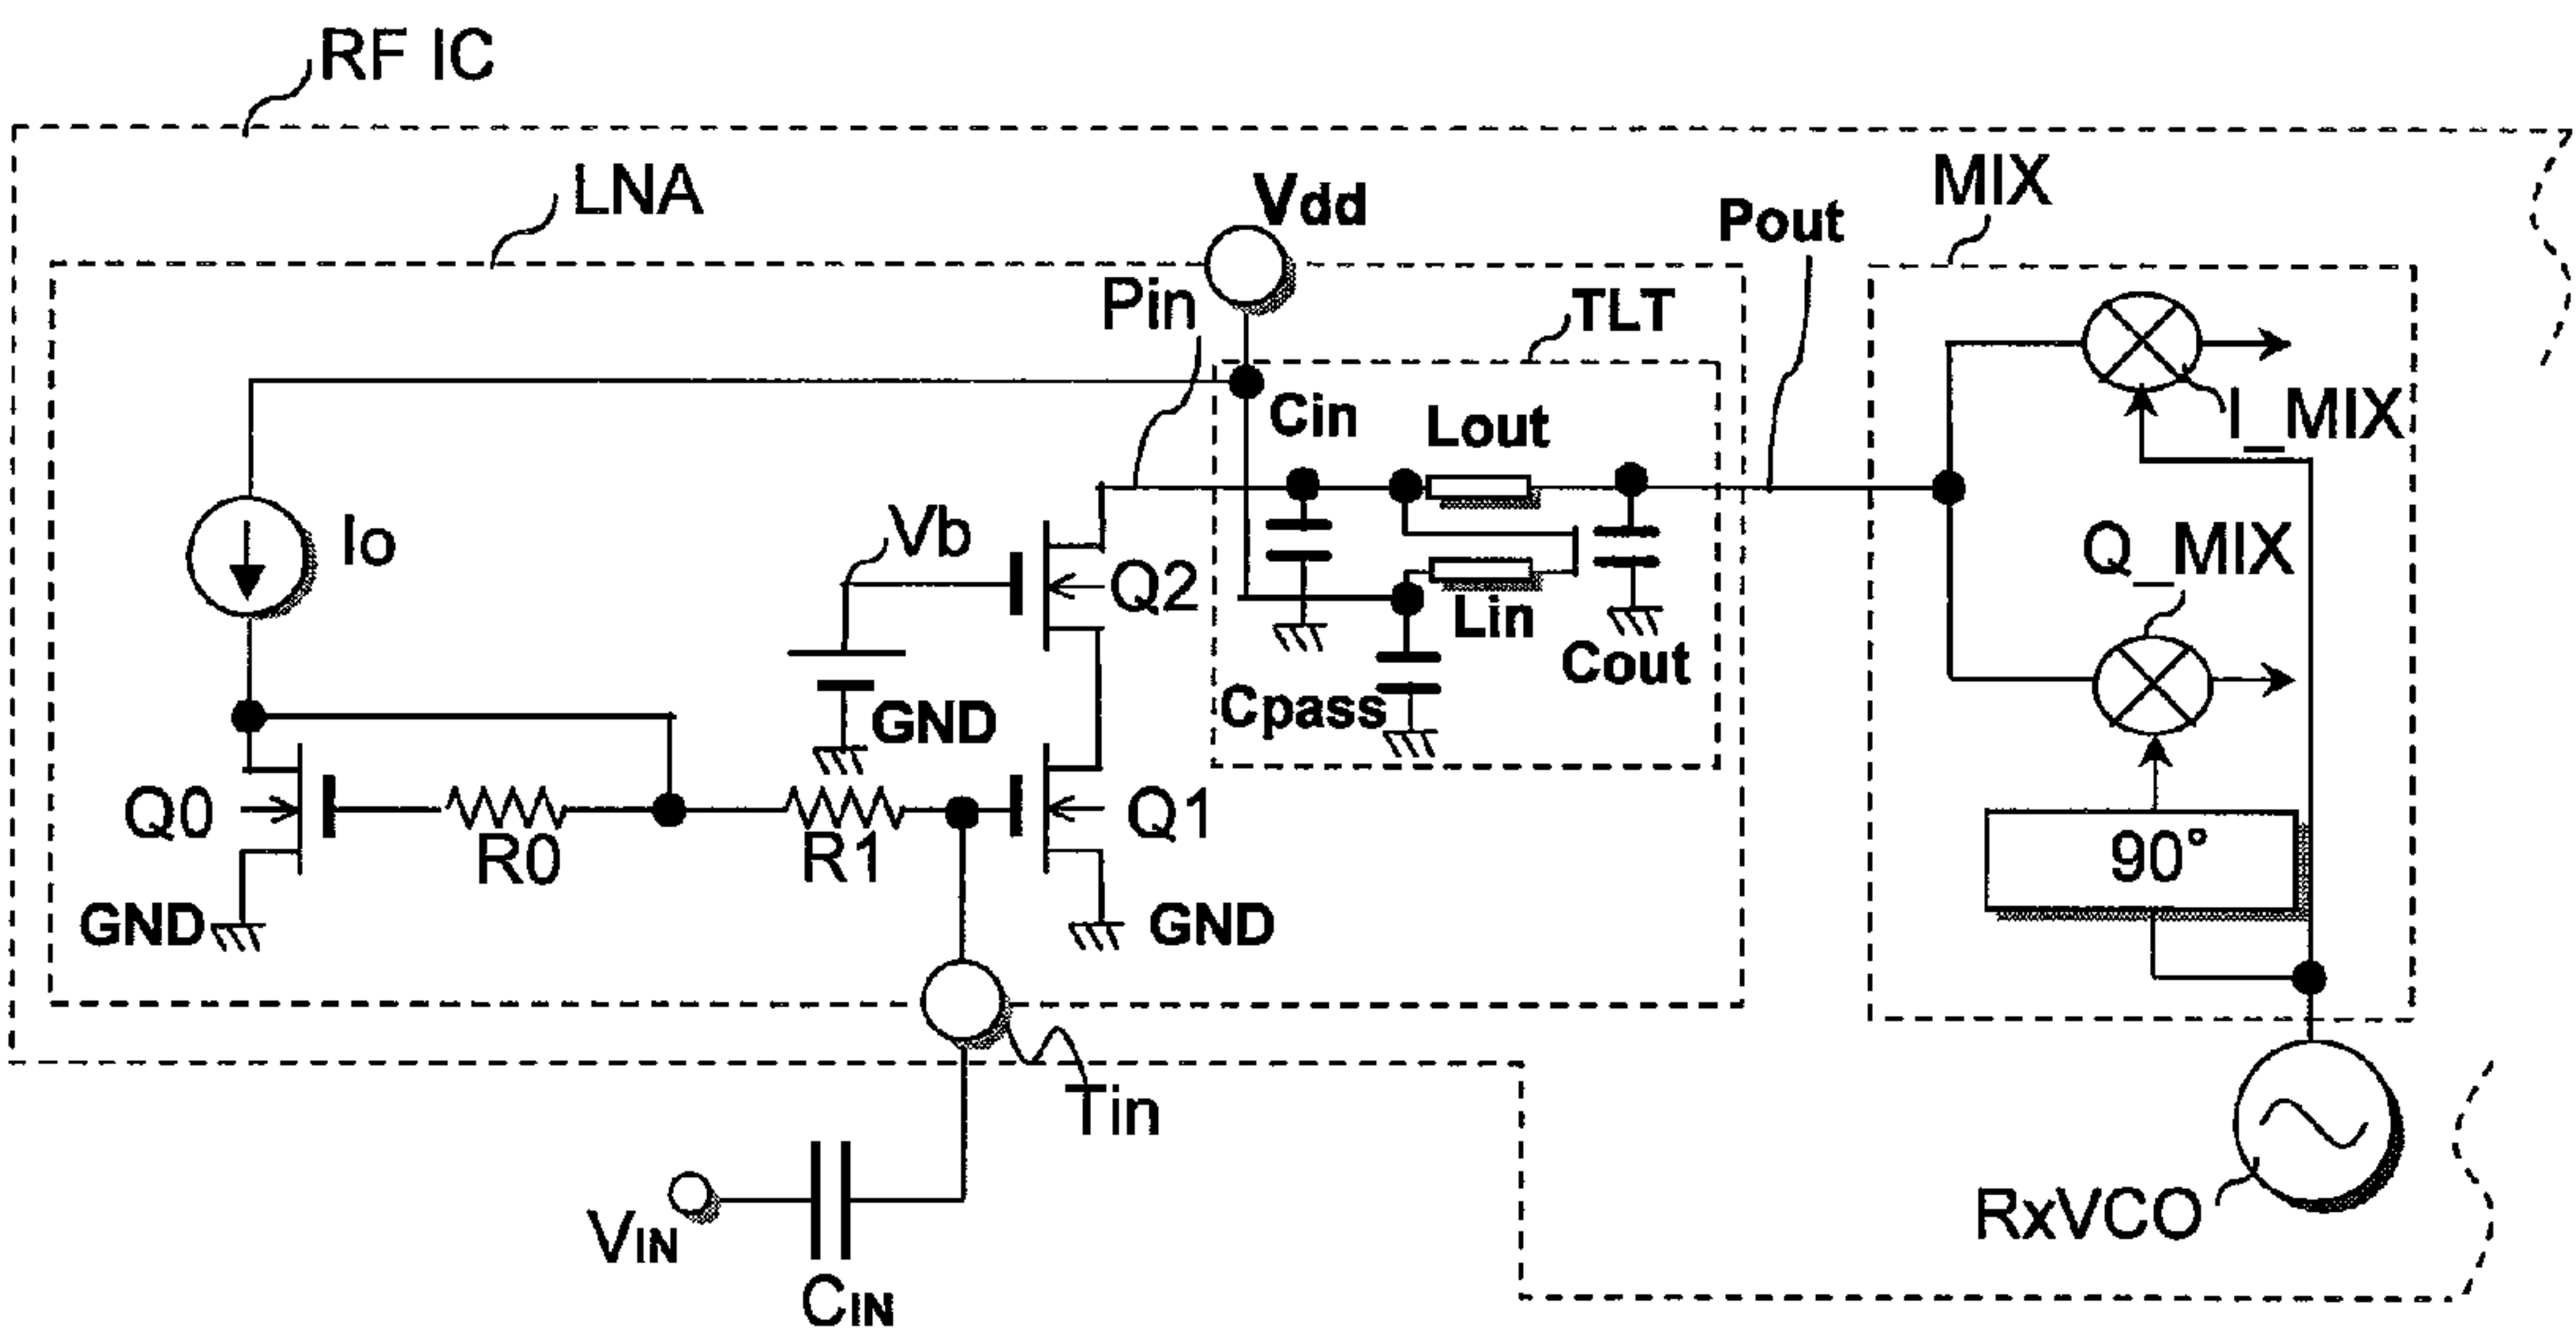 RF IC
LNA
Vdd
Pout
MIX
Pin
TLT
Cin
Lout
I_MIX
Io
Vb
Q2
Q_MIX
Lin
Cout
Cpass
GND
Q0
R0
R1
Q1
90°
GND
GND
Tin
VIN
CIN
RxVCO